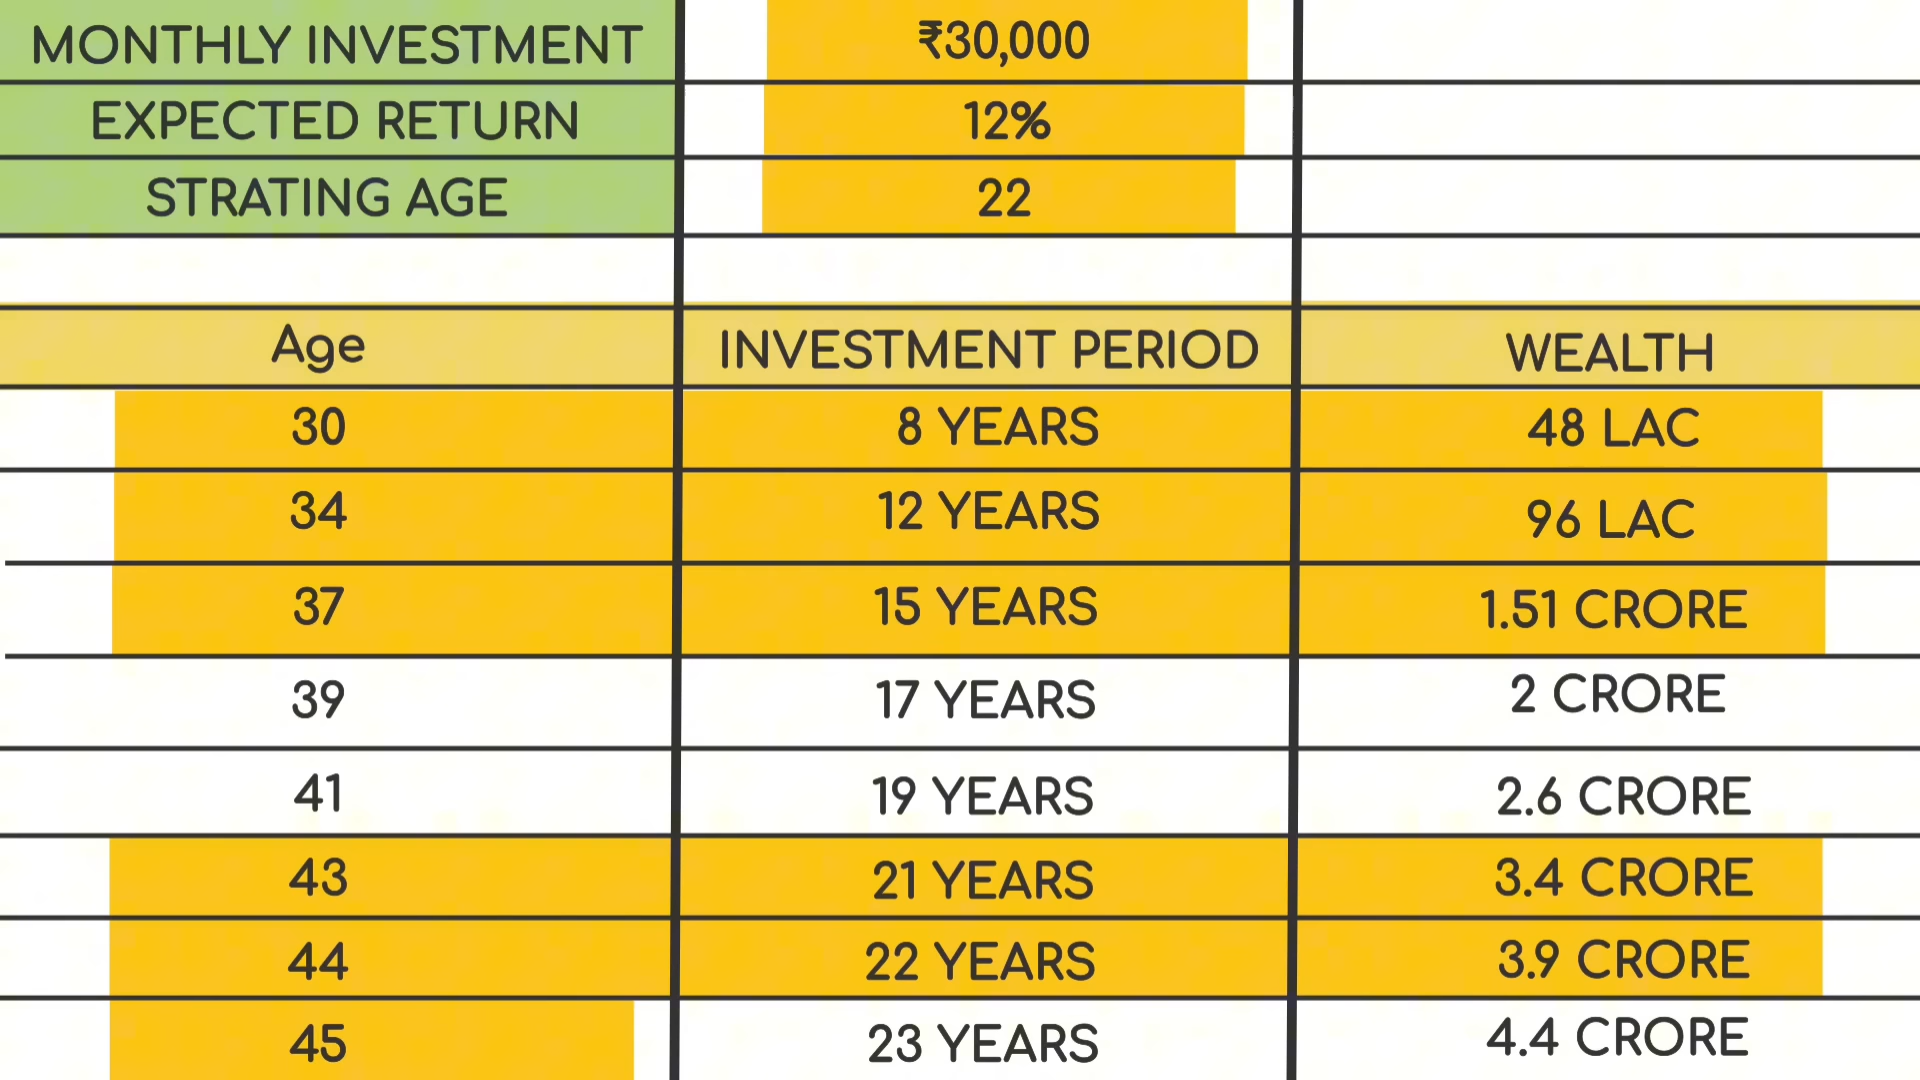 MONTHLY INVESTMENT ₹30,000
EXPECTED RETURN 12%
STRATING AGE 22
Age INVESTMENT PERIOD WEALTH
30 8 YEARS 48 LAC
34 12 YEARS 96 LAC
37 15 YEARS 1.51 CRORE
39 17 YEARS 2 CRORE
41 19 YEARS 2.6 CRORE
43 21 YEARS 3.4 CRORE
44 22 YEARS 3.9 CRORE
45 23 YEARS 4.4 CRORE